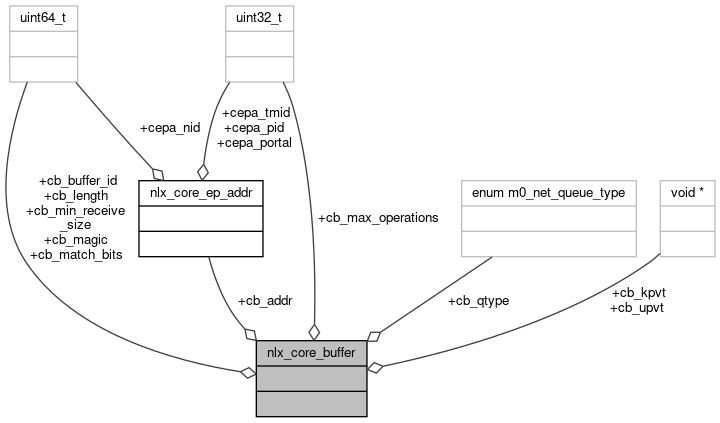 uint64_t
uint32_t
+cepa_nid
+cepa_tmid
+cepa_pid
+cepa_portal
+cb_buffer_id
+cb_length
+cb_min_receive
_size
+cb_magic
+cb_match_bits
nlx_core_ep_addr
enum m0_net_queue_type
void *
+cb_max_operations
+cb_addr
+cb_qtype
+cb_kpvt
+cb_upvt
nlx_core_buffer